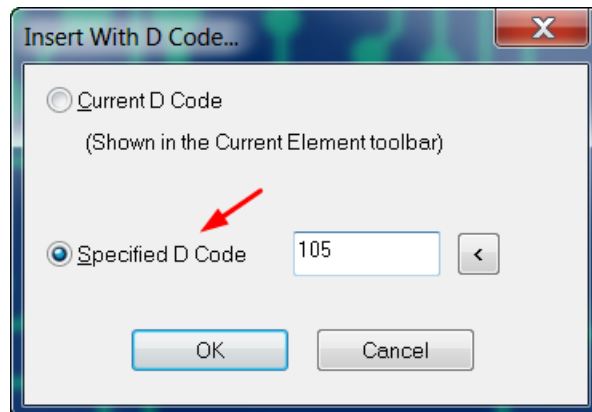 Insert With D Code...
Current D Code
(Shown in the Current Element toolbar)
Specified D Code 105 <
OK Cancel